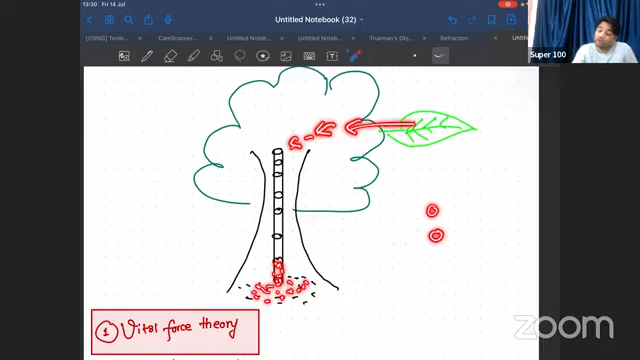 13:30 Fri 14 Jul
Untitled Notebook (32)
[VSING] Textb... CamScanner... Untitled Noteb... Untitled Noteb... Trueman's Obj... Refraction Untit...
Super 100
① Vital force theory
zoom